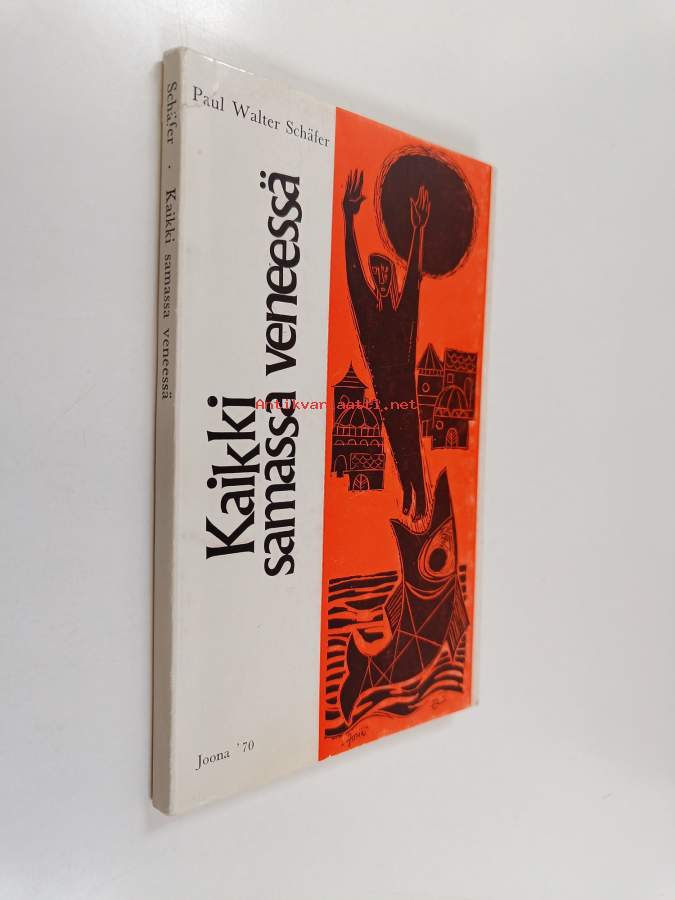 Schäfer · Kaikki samassa veneessä
Paul Walter Schäfer
Kaikki
samassa veneessä
Antikvariaatti.net
Joona '70